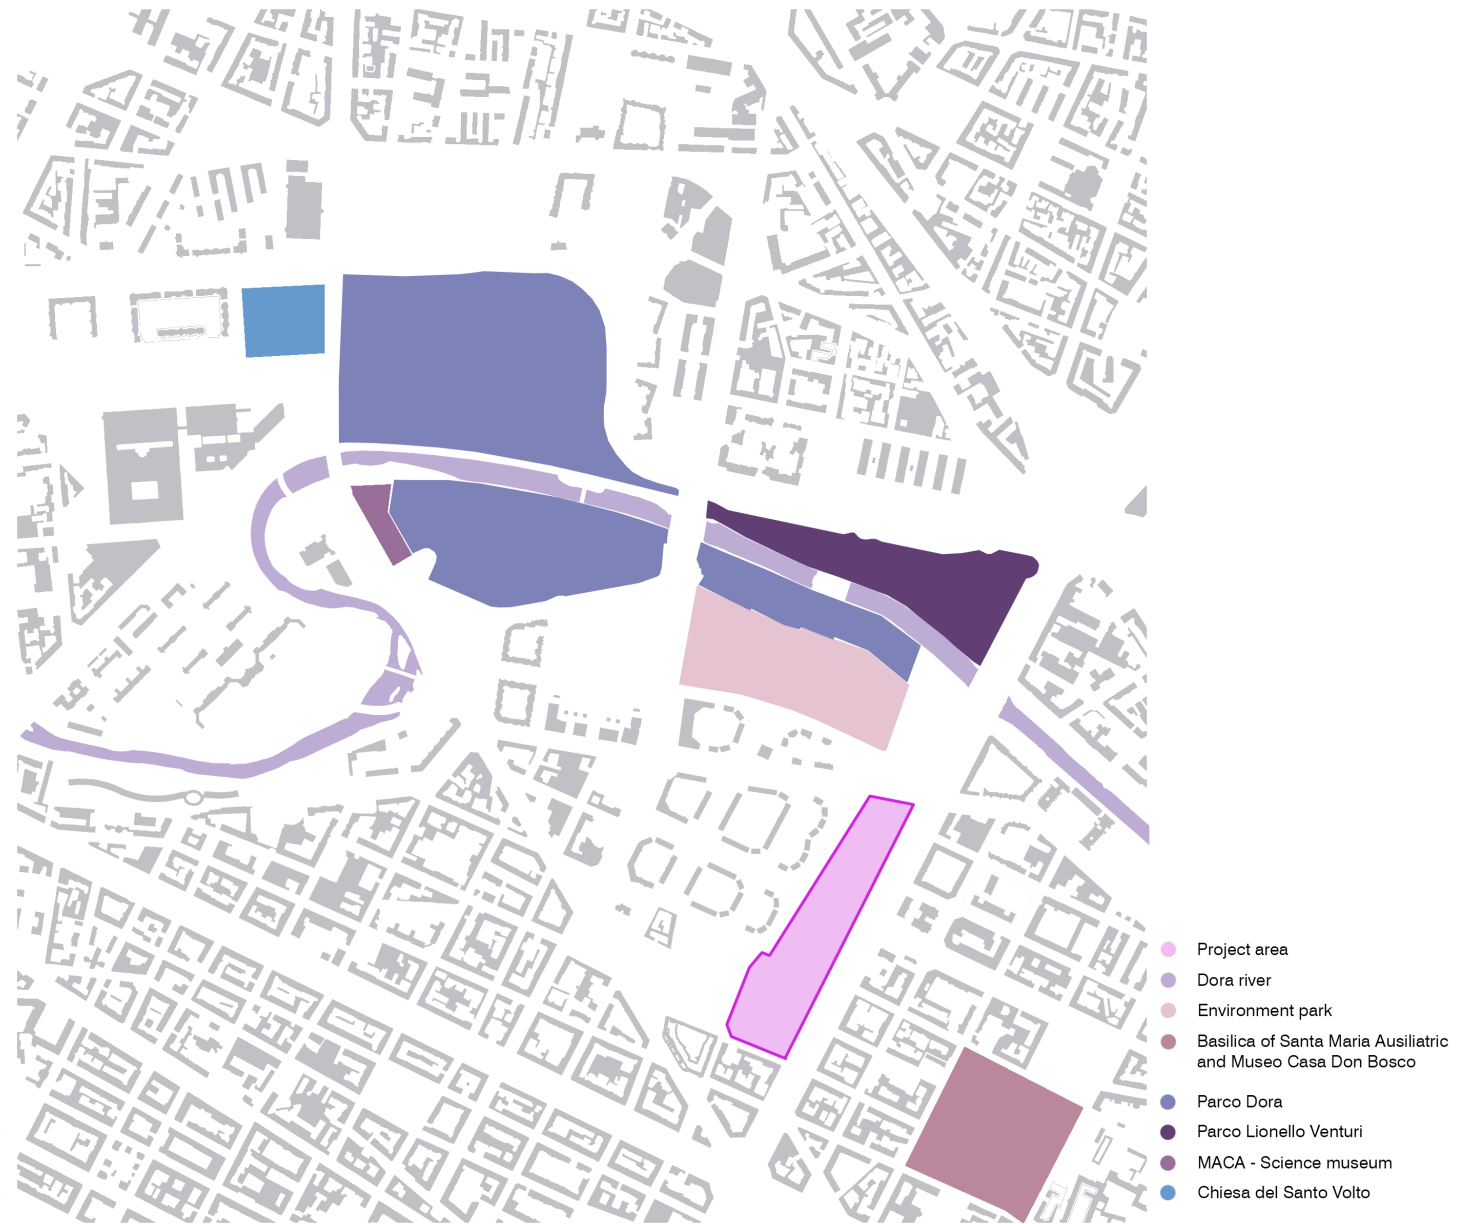 Project area
Dora river
Environment park
Basilica of Santa Maria Ausiliatric
and Museo Casa Don Bosco
Parco Dora
Parco Lionello Venturi
MACA - Science museum
Chiesa del Santo Volto